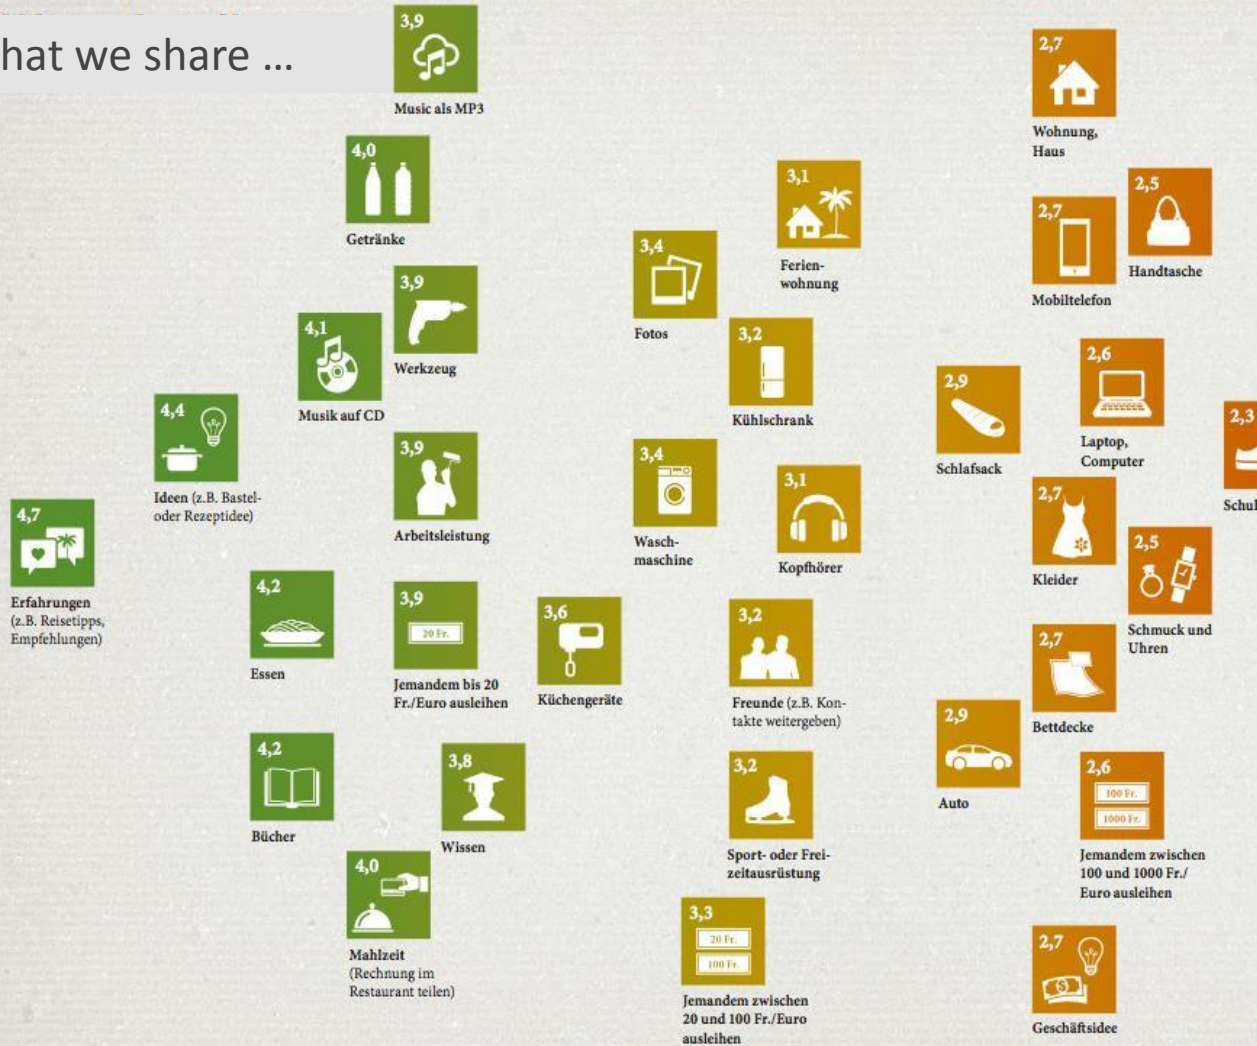 hat we share ...
3,9
Music als MP3
4,0
Getränke
3,9
Werkzeug
4,1
Musik auf CD
4,4
Ideen (z.B. Bastel-
oder Rezeptidee)
4,7
Erfahrungen
(z.B. Reisetipps,
Empfehlungen)
3,9
Arbeitsleistung
4,2
Essen
3,9
20 Fr.
Jemandem bis 20
Fr./Euro ausleihen
3,6
Küchengeräte
4,2
Bücher
3,8
Wissen
4,0
Mahlzeit
(Rechnung im
Restaurant teilen)
3,4
Fotos
3,1
Ferien-
wohnung
3,2
Kühlschrank
3,4
Wasch-
maschine
3,1
Kopfhörer
3,2
Freunde (z.B. Kon-
takte weitergeben)
3,2
Sport- oder Frei-
zeitausrüstung
3,3
20 Fr.
100 Fr.
Jemandem zwischen
20 und 100 Fr./Euro
ausleihen
2,7
Wohnung,
Haus
2,5
Handtasche
2,7
Mobiltelefon
2,6
Laptop,
Computer
2,9
Schlafsack
2,3
Schul
2,7
Kleider
2,5
Schmuck und
Uhren
2,7
Bettdecke
2,9
Auto
2,6
100 Fr.
1000 Fr.
Jemandem zwischen
100 und 1000 Fr./
Euro ausleihen
2,7
$
Geschäftsidee